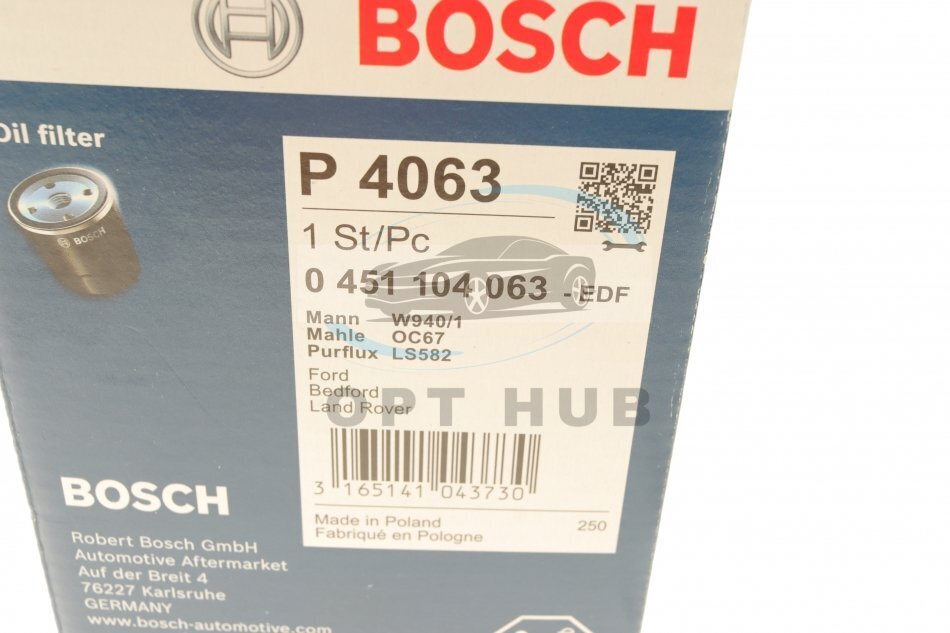 BOSCH
Oil filter
BOSCH
P 4063
1 St/Pc
0 451 104 063 - EDF
Mann W940/1
Mahle OC67
Purflux LS582
Ford
Bedford
Land Rover
OPT HUB
3 165141 043730
Made in Poland 250
Fabriqué en Pologne
BOSCH
Robert Bosch GmbH
Automotive Aftermarket
Auf der Breit 4
76227 Karlsruhe
GERMANY
www.bosch-automotive.com